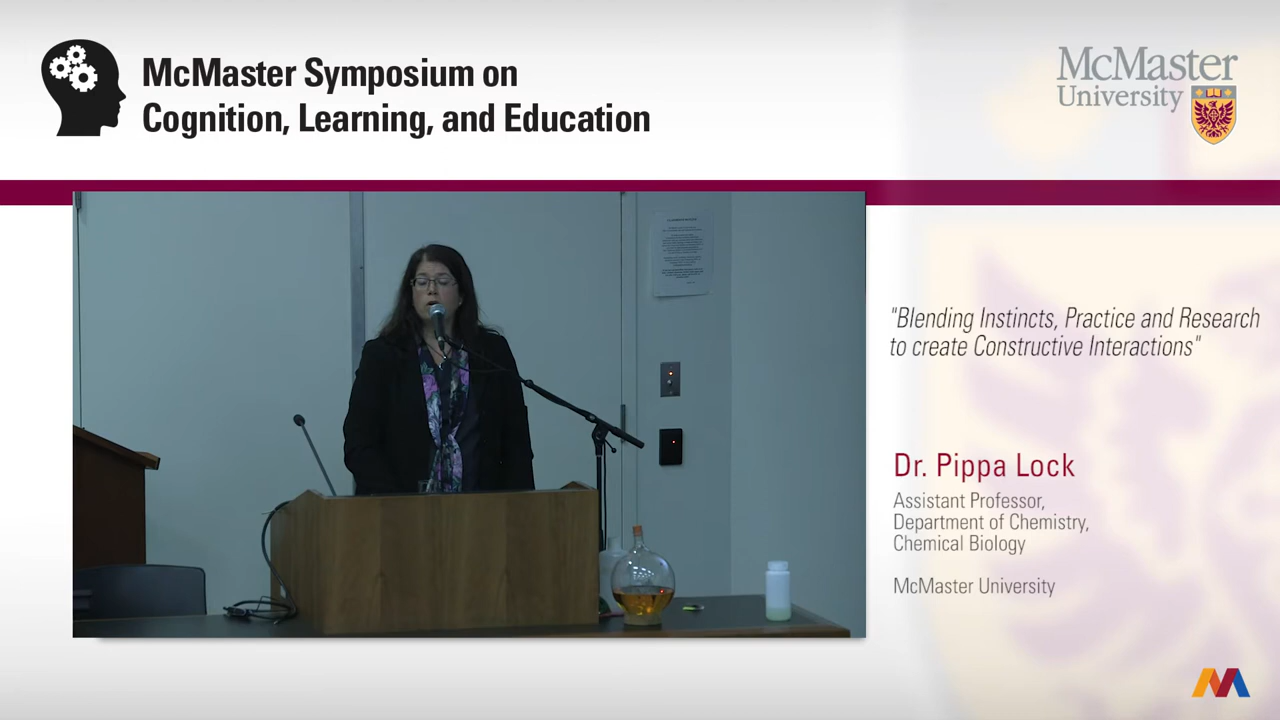 McMaster Symposium on
Cognition, Learning, and Education
McMaster
University
"Blending Instincts, Practice and Research
to create Constructive Interactions"
Dr. Pippa Lock
Assistant Professor,
Department of Chemistry,
Chemical Biology
McMaster University